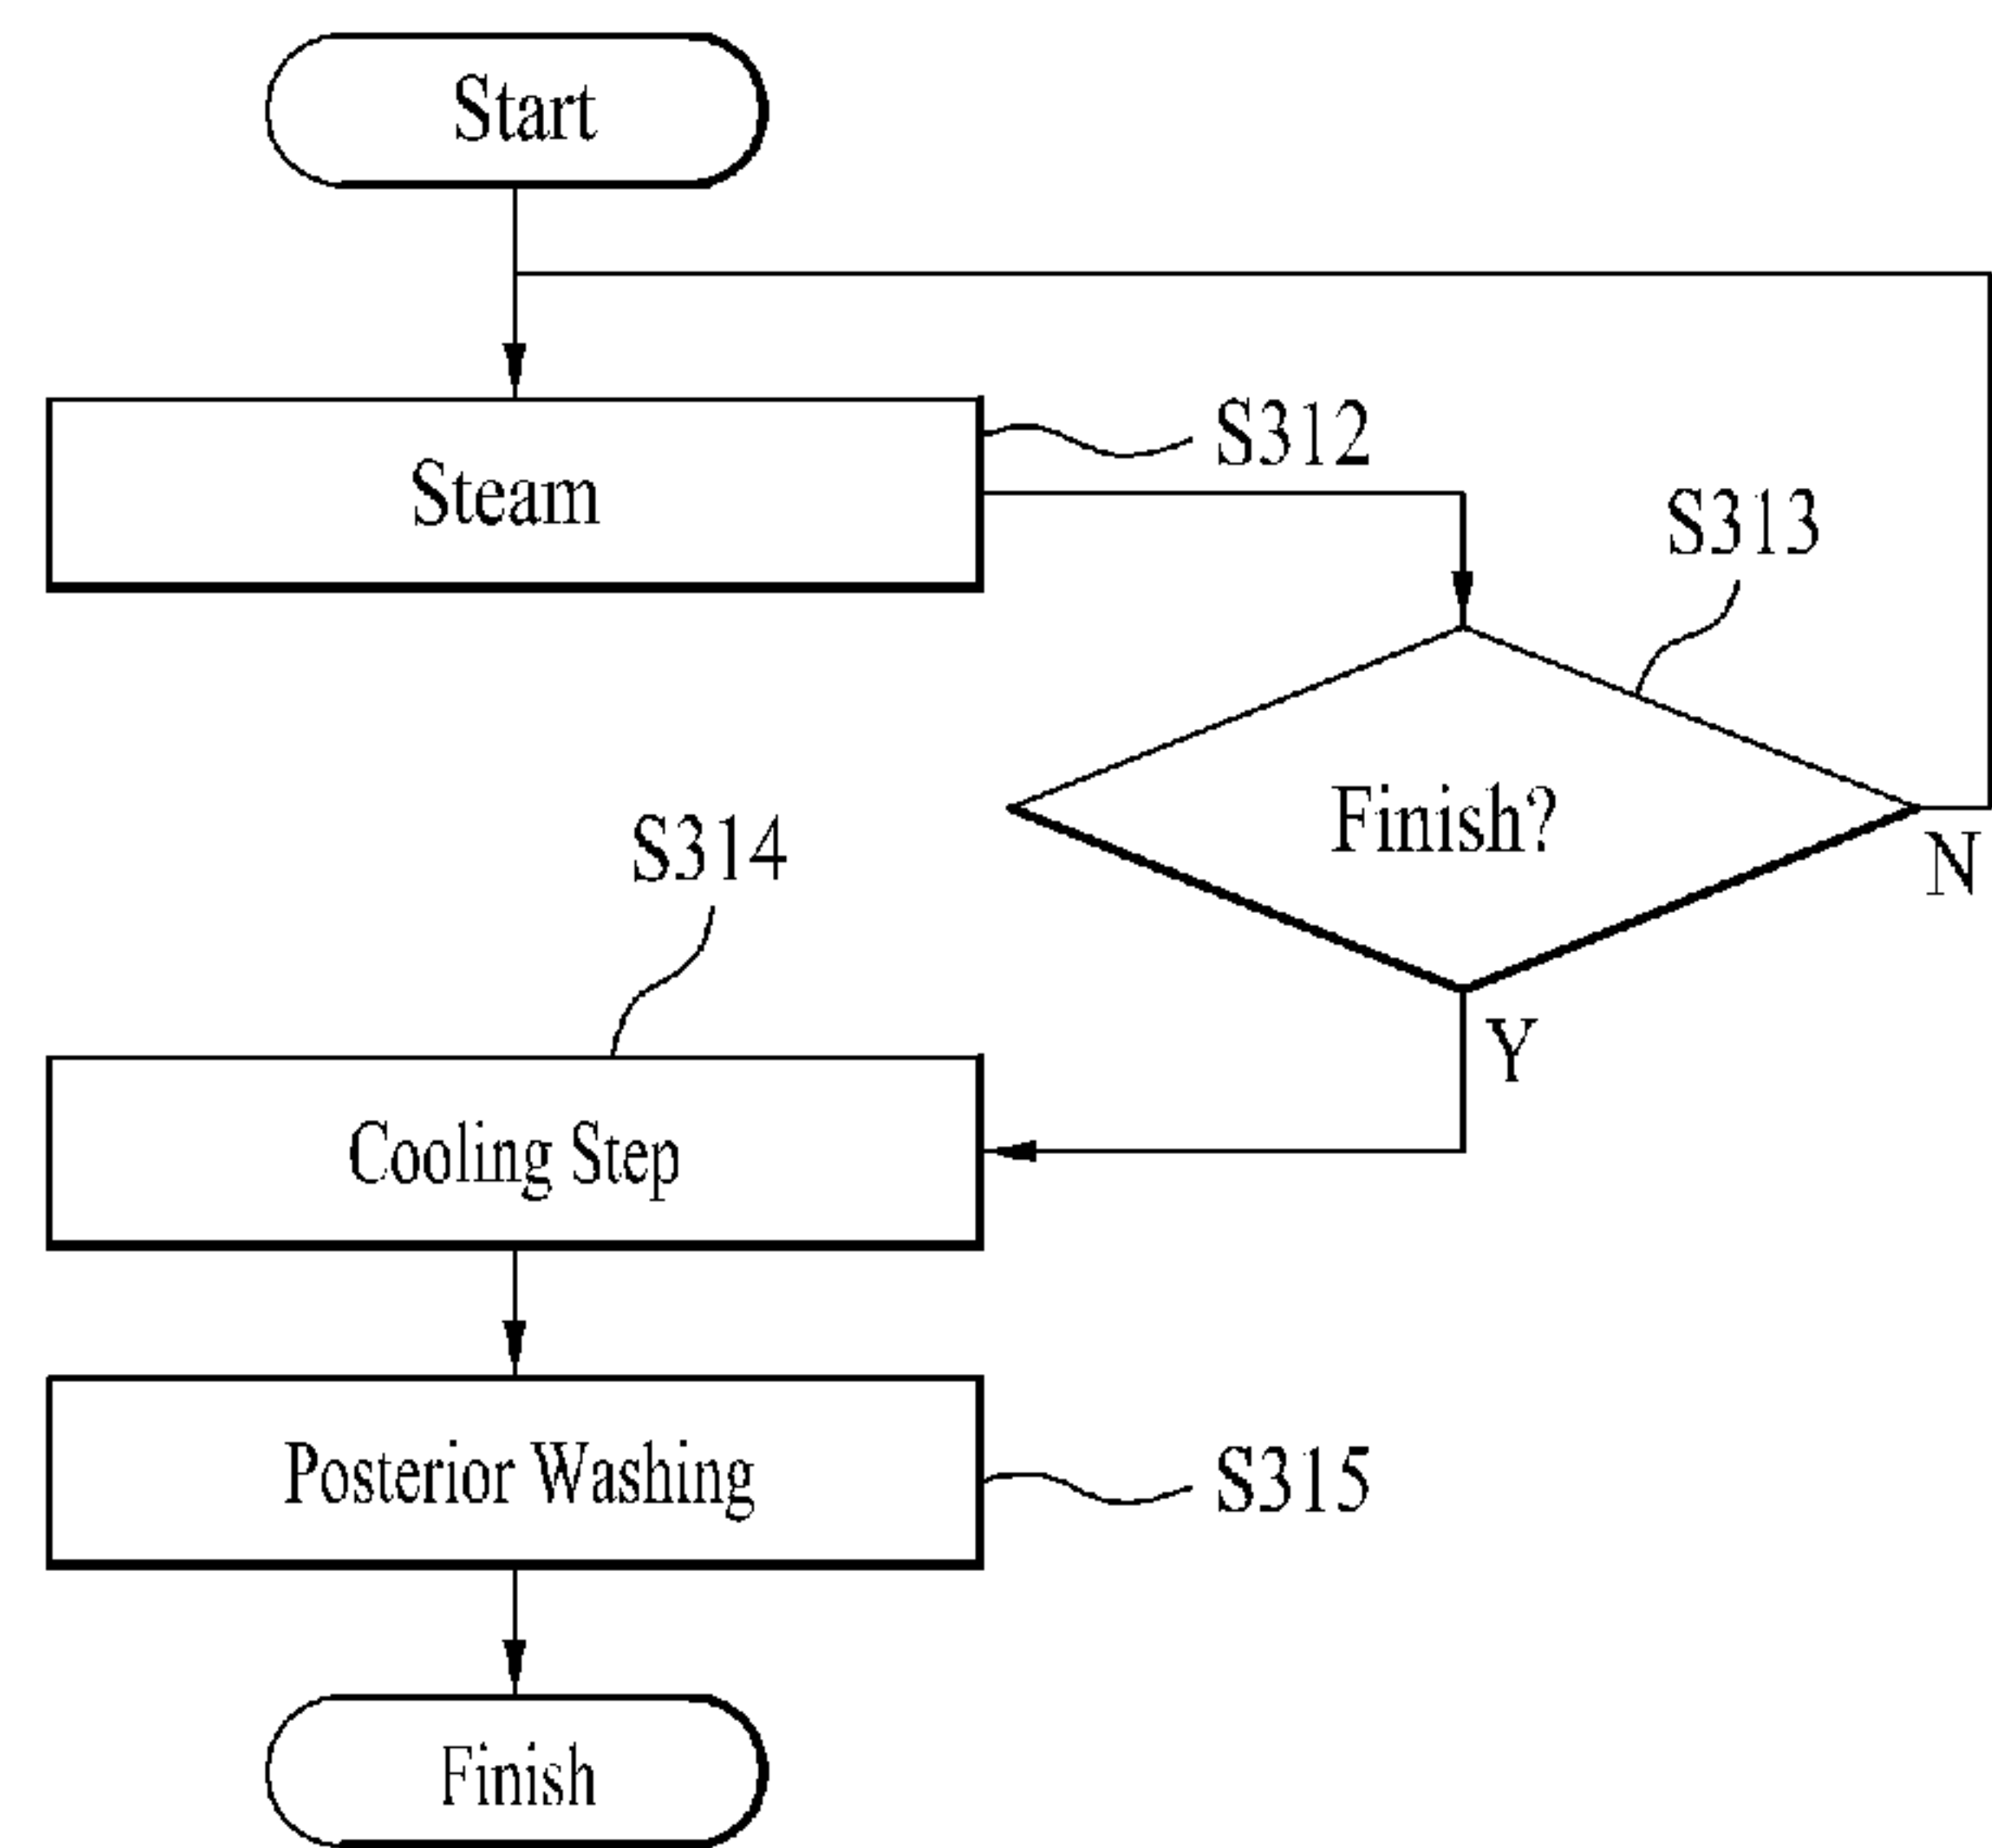 Start
S312
Steam
S313
Finish?
N
S314
Y
Cooling Step
Posterior Washing
S315
Finish